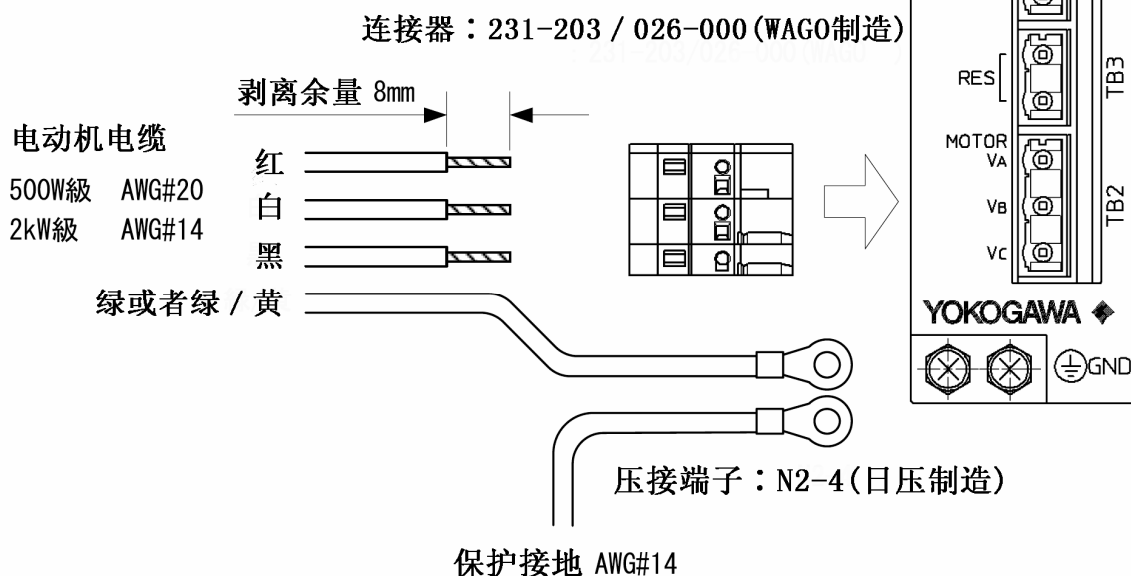 连接器：231-203 / 026-000(WAGO制造)
剥离余量 8mm
电动机电缆
500W級 AWG#20
2kW級 AWG#14
红
白
黑
绿或者绿 / 黄
RES
TB3
MOTOR
VA
VB
VC
TB2
YOKOGAWA
GND
压接端子：N2-4(日压制造)
保护接地 AWG#14